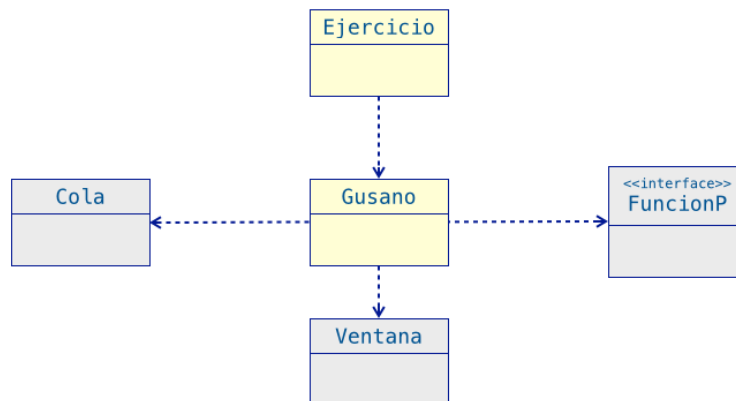 Ejercicio
Cola
Gusano
<<interface>>
FuncionP
Ventana